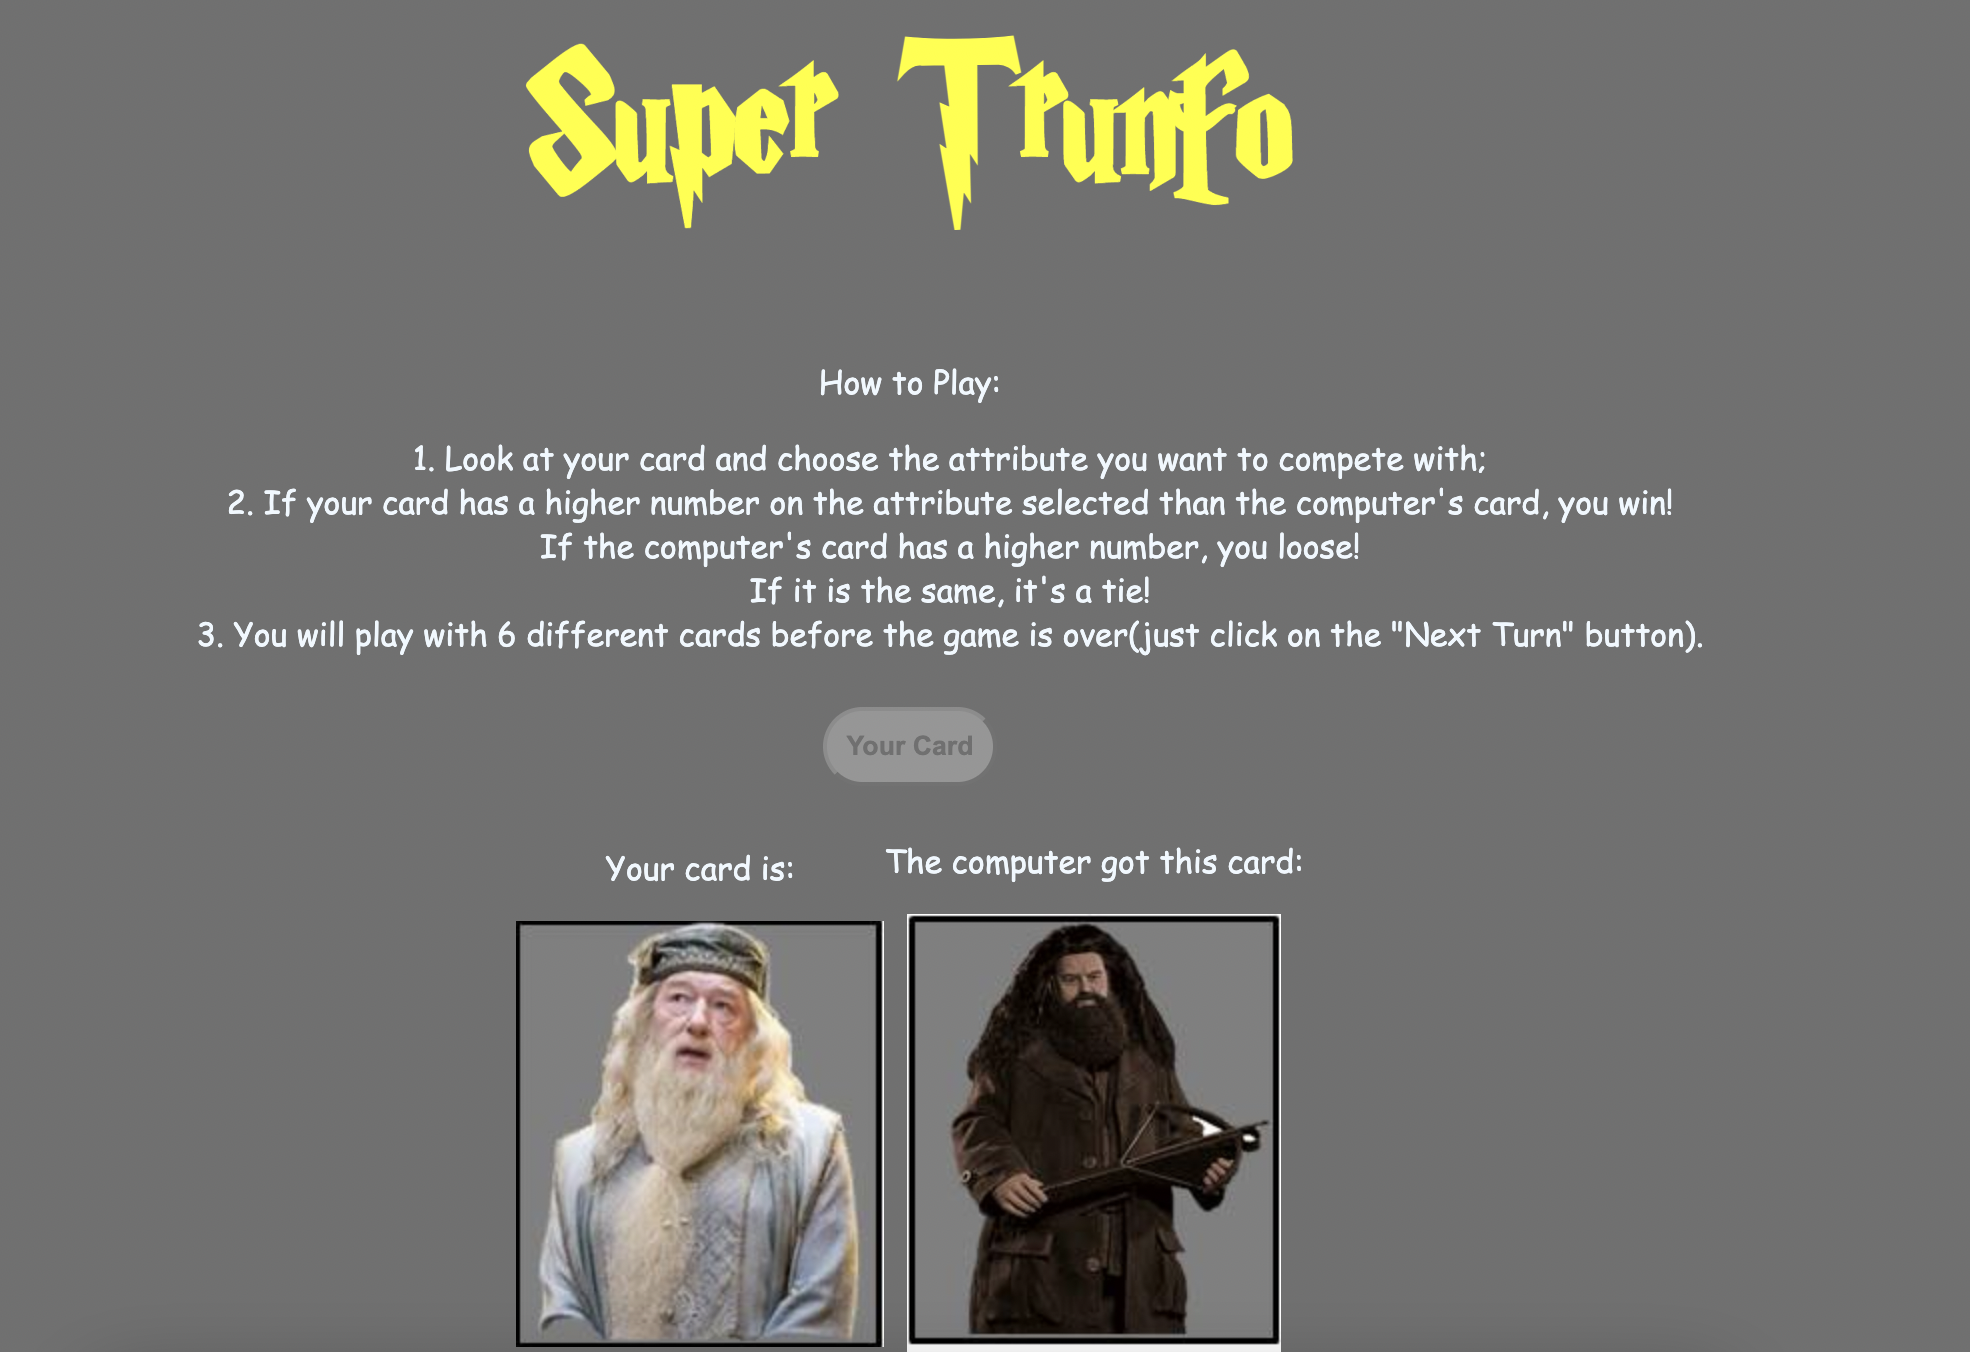 Super Trunfo
How to Play:
1. Look at your card and choose the attribute you want to compete with;
2. If your card has a higher number on the attribute selected than the computer's card, you win!
If the computer's card has a higher number, you loose!
If it is the same, it's a tie!
3. You will play with 6 different cards before the game is over(just click on the "Next Turn" button).
Your Card
Your card is:
The computer got this card: